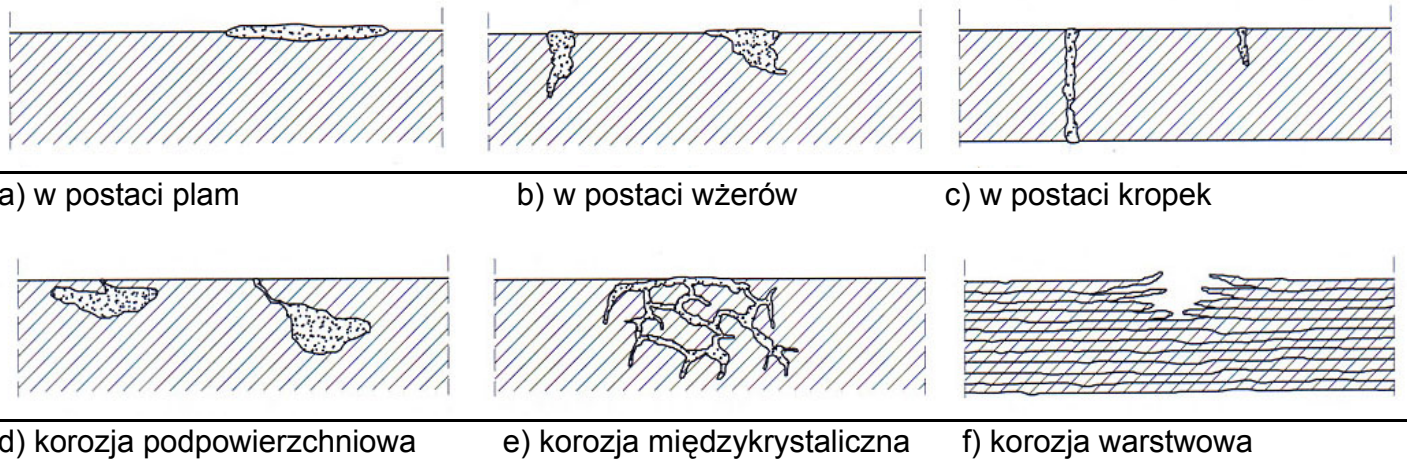 a) w postaci plam b) w postaci wżerów c) w postaci kropek
d) korozja podpowierzchniowa e) korozja międzykrystaliczna f) korozja warstwowa